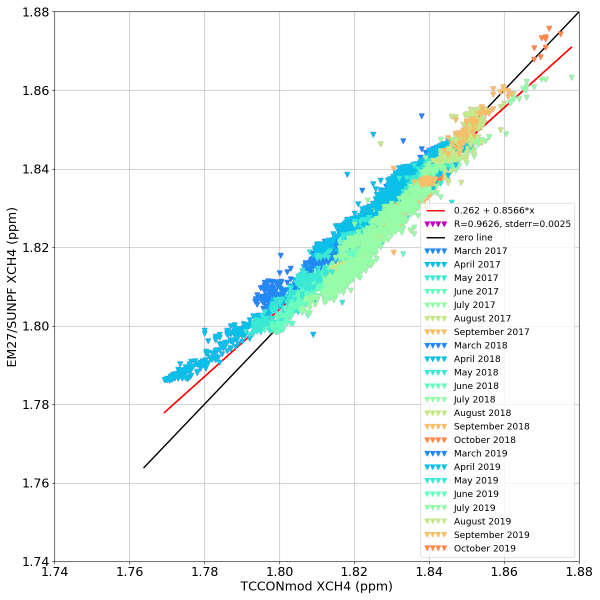 1.88
1.86
1.84
1.82
1.80
1.78
1.76
1.74
EM27/SUNPF XCH4 (ppm)
0.262 + 0.8566*x
R=0.9626, stderr=0.0025
zero line
March 2017
April 2017
May 2017
June 2017
July 2017
August 2017
September 2017
March 2018
April 2018
May 2018
June 2018
July 2018
August 2018
September 2018
October 2018
March 2019
April 2019
May 2019
June 2019
July 2019
August 2019
September 2019
October 2019
1.74 1.76 1.78 1.80 1.82 1.84 1.86 1.88
TCCONmod XCH4 (ppm)